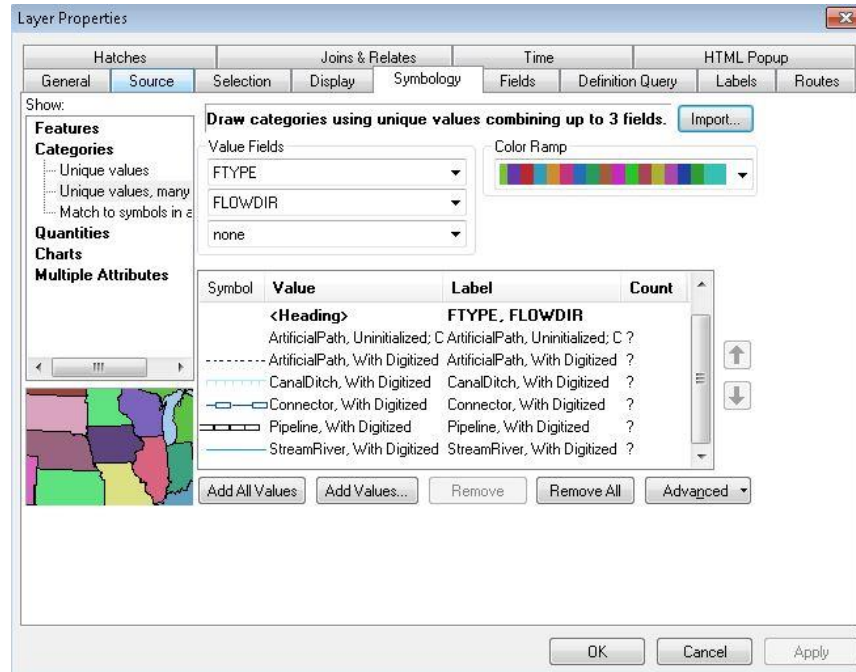 Layer Properties
Hatches Joins & Relates Time HTML Popup
General Source Selection Display Symbology Fields Definition Query Labels Routes
Show:
Features
Categories
Unique values
Unique values, many
Match to symbols in a
Quantities
Charts
Multiple Attributes
Draw categories using unique values combining up to 3 fields. Import...
Value Fields
FTYPE
FLOWDIR
none
Color Ramp
Symbol Value Label Count
<Heading> FTYPE, FLOWDIR
ArtificialPath, Uninitialized; C ArtificialPath, Uninitialized; C ?
ArtificialPath, With Digitized ArtificialPath, With Digitized ?
CanalDitch, With Digitized CanalDitch, With Digitized ?
Connector, With Digitized Connector, With Digitized ?
Pipeline, With Digitized Pipeline, With Digitized ?
StreamRiver, With Digitized StreamRiver, With Digitized ?
Add All Values Add Values... Remove Remove All Advanced
OK Cancel Apply